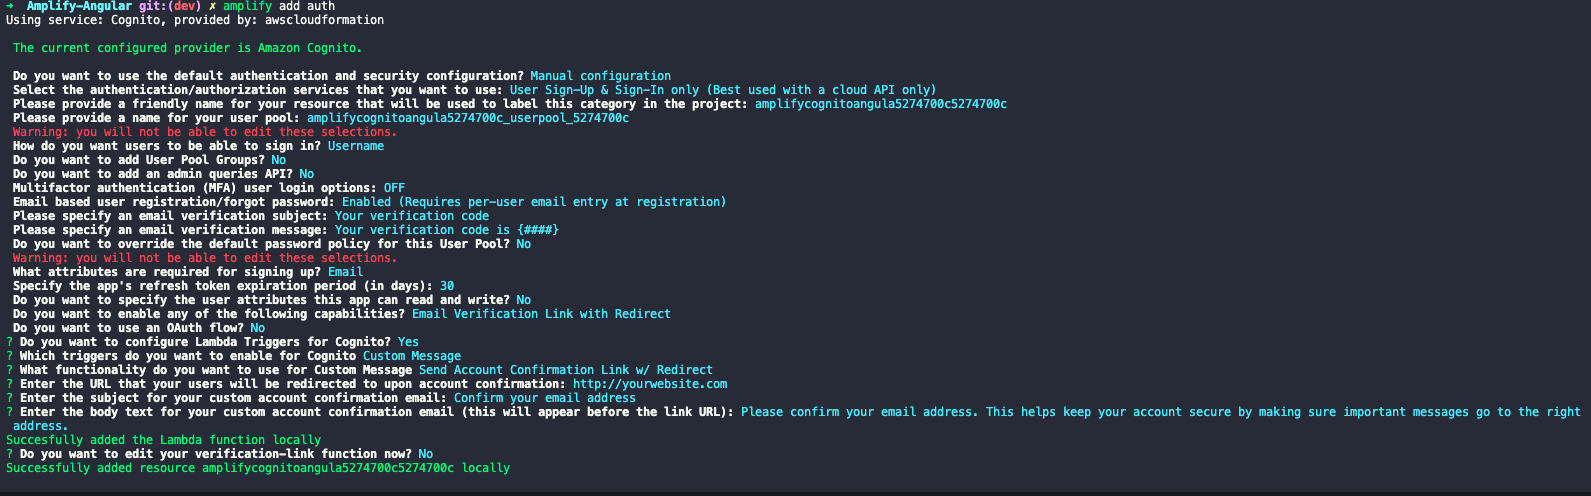 ➜  Amplify-Angular git:(dev) ✗ amplify add auth
Using service: Cognito, provided by: awscloudformation
The current configured provider is Amazon Cognito.
Do you want to use the default authentication and security configuration? Manual configuration
Select the authentication/authorization services that you want to use: User Sign-Up & Sign-In only (Best used with a cloud API only)
Please provide a friendly name for your resource that will be used to label this category in the project: amplifycognitoangula5274700c5274700c
Please provide a name for your user pool: amplifycognitoangula5274700c_userpool_5274700c
Warning: you will not be able to edit these selections.
How do you want users to be able to sign in? Username
Do you want to add User Pool Groups? No
Do you want to add an admin queries API? No
Multifactor authentication (MFA) user login options: OFF
Email based user registration/forgot password: Enabled (Requires per-user email entry at registration)
Please specify an email verification subject: Your verification code
Please specify an email verification message: Your verification code is {####}
Do you want to override the default password policy for this User Pool? No
Warning: you will not be able to edit these selections.
What attributes are required for signing up? Email
Specify the app's refresh token expiration period (in days): 30
Do you want to specify the user attributes this app can read and write? No
Do you want to enable any of the following capabilities? Email Verification Link with Redirect
Do you want to use an OAuth flow? No
? Do you want to configure Lambda Triggers for Cognito? Yes
? Which triggers do you want to enable for Cognito Custom Message
? What functionality do you want to use for Custom Message Send Account Confirmation Link w/ Redirect
? Enter the URL that your users will be redirected to upon account confirmation: http://yourwebsite.com
? Enter the subject for your custom account confirmation email: Confirm your email address
? Enter the body text for your custom account confirmation email (this will appear before the link URL): Please confirm your email address. This helps keep your account secure by making sure important messages go to the right
address.
Succesfully added the Lambda function locally
? Do you want to edit your verification-link function now? No
Successfully added resource amplifycognitoangula5274700c5274700c locally